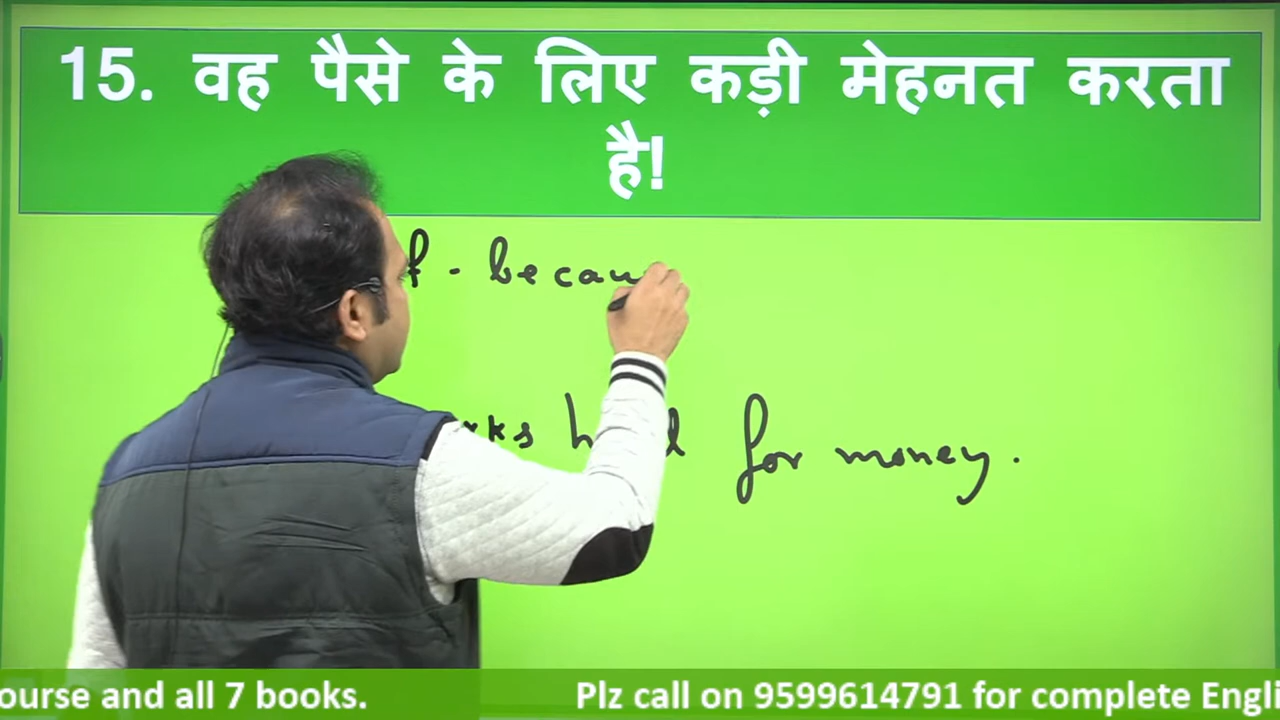 15. वह पैसे के लिए कड़ी मेहनत करता
है!
- becau
hard for money.
ourse and all 7 books. Plz call on 9599614791 for complete Engli